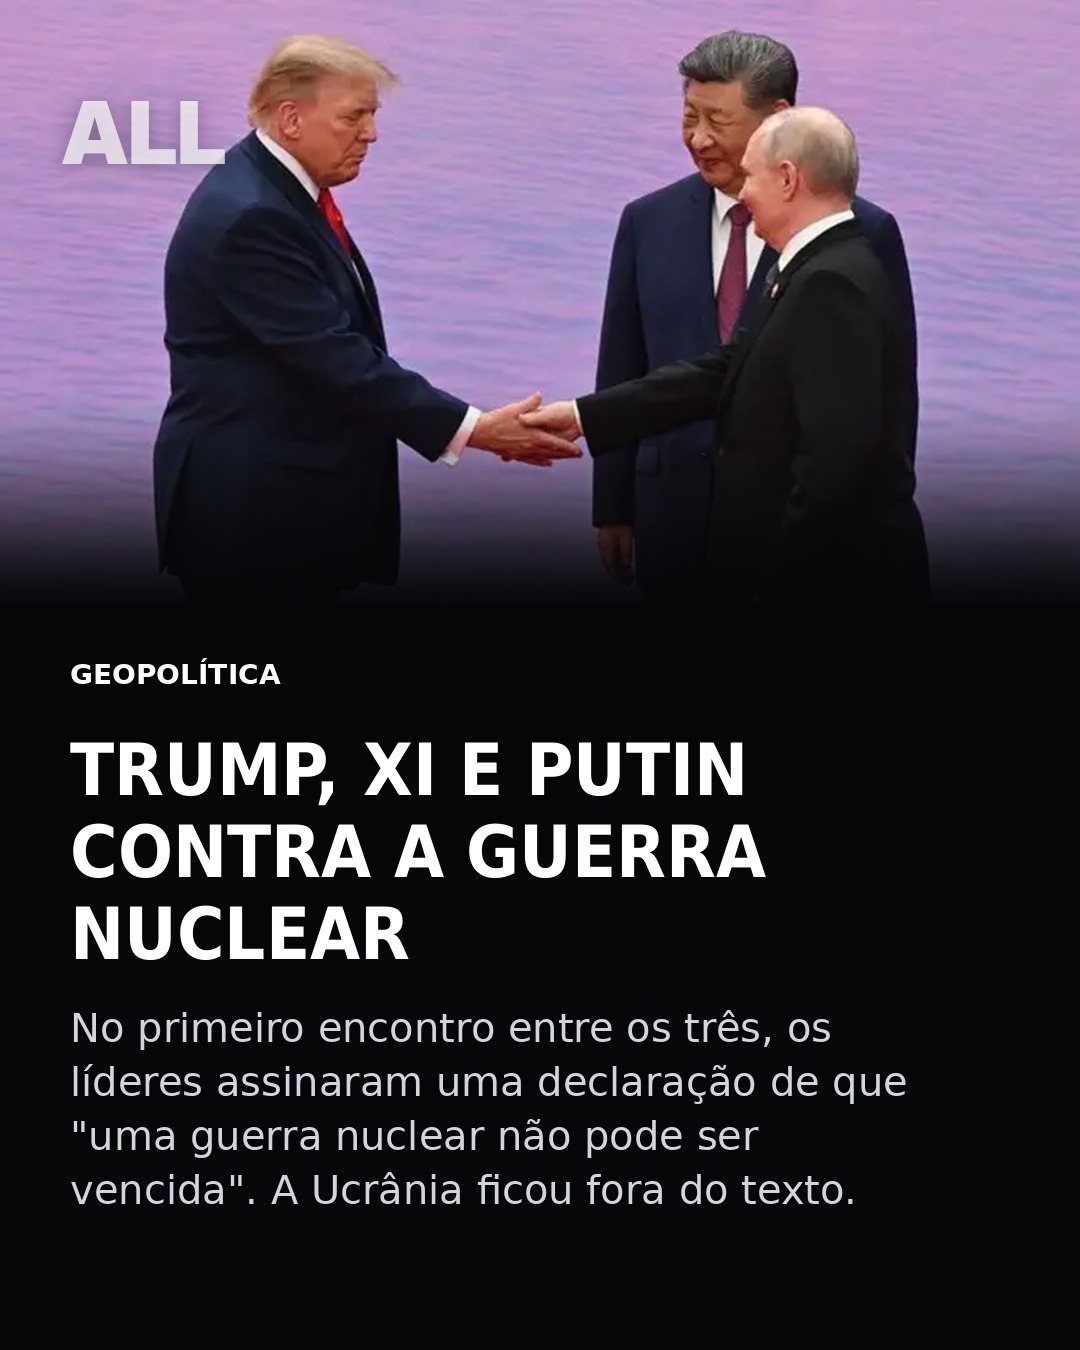 ALL
GEOPOLÍTICA
TRUMP, XI E PUTIN
CONTRA A GUERRA
NUCLEAR
No primeiro encontro entre os três, os
líderes assinaram uma declaração de que
"uma guerra nuclear não pode ser
vencida". A Ucrânia ficou fora do texto.